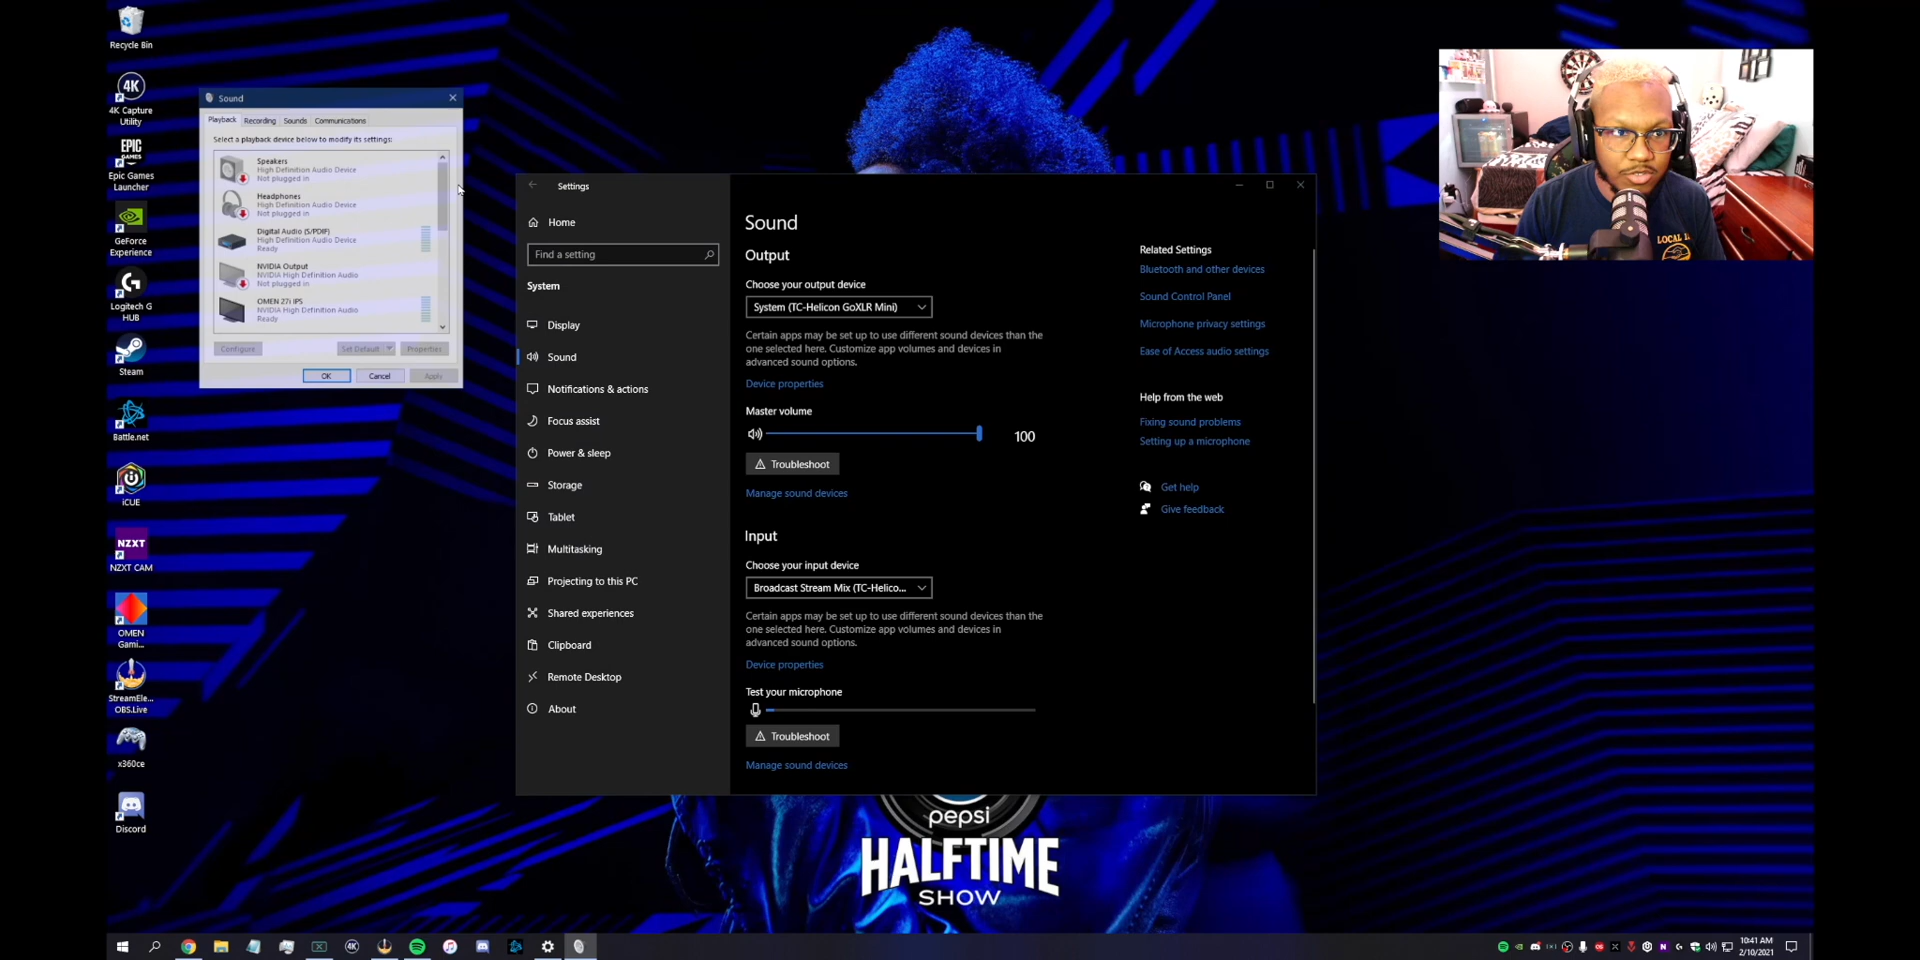 Recycle Bin
4K
4K Capture
Utility
EPIC
GAMES
Epic Games
Launcher
GeForce
Experience
Logitech G
HUB
Steam
Battle.net
iCUE
NZXT
NZXT CAM
OMEN
Gami...
StreamEle...
OBS.Live
x360ce
Discord
Sound
Playback Recording Sounds Communications
Select a playback device below to modify its settings:
Speakers
High Definition Audio Device
Not plugged in
Headphones
High Definition Audio Device
Not plugged in
Digital Audio (S/PDIF)
High Definition Audio Device
Ready
NVIDIA Output
NVIDIA High Definition Audio
Not plugged in
OMEN 27i IPS
NVIDIA High Definition Audio
Ready
Configure Set Default Properties
OK Cancel Apply
Settings
Home
Find a setting
System
Display
Sound
Notifications & actions
Focus assist
Power & sleep
Storage
Tablet
Multitasking
Projecting to this PC
Shared experiences
Clipboard
Remote Desktop
About
Sound
Output
Choose your output device
System (TC-Helicon GoXLR Mini)
Certain apps may be set up to use different sound devices than the
one selected here. Customize app volumes and devices in
advanced sound options.
Device properties
Master volume
100
Troubleshoot
Manage sound devices
Input
Choose your input device
Broadcast Stream Mix (TC-Helico...
Certain apps may be set up to use different sound devices than the
one selected here. Customize app volumes and devices in
advanced sound options.
Device properties
Test your microphone
Troubleshoot
Manage sound devices
Related Settings
Bluetooth and other devices
Sound Control Panel
Microphone privacy settings
Ease of Access audio settings
Help from the web
Fixing sound problems
Setting up a microphone
Get help
Give feedback
pepsi
HALFTIME
SHOW
4K
10:41 AM
2/10/2021